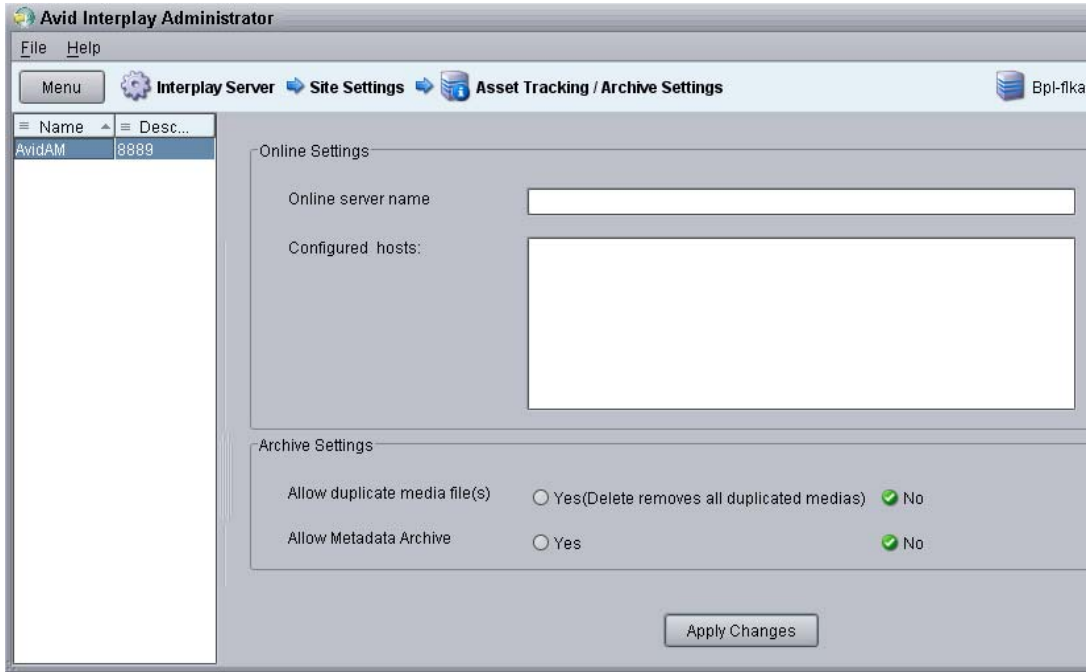 Avid Interplay Administrator
File Help
Menu Interplay Server Site Settings Asset Tracking / Archive Settings Bpl-flka
Name Desc...
AvidAM 8889
Online Settings
Online server name
Configured hosts:
Archive Settings
Allow duplicate media file(s) Yes(Delete removes all duplicated medias) No
Allow Metadata Archive Yes No
Apply Changes